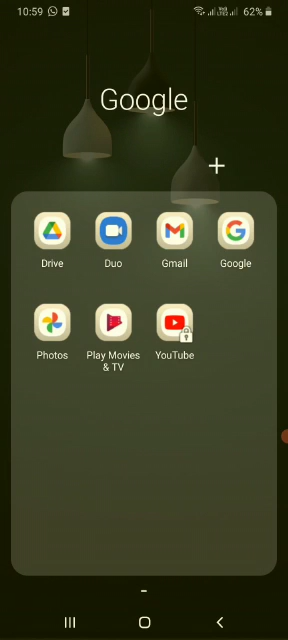 10:59
62%
Google
+
Drive
Duo
Gmail
Google
Photos
Play Movies
& TV
YouTube